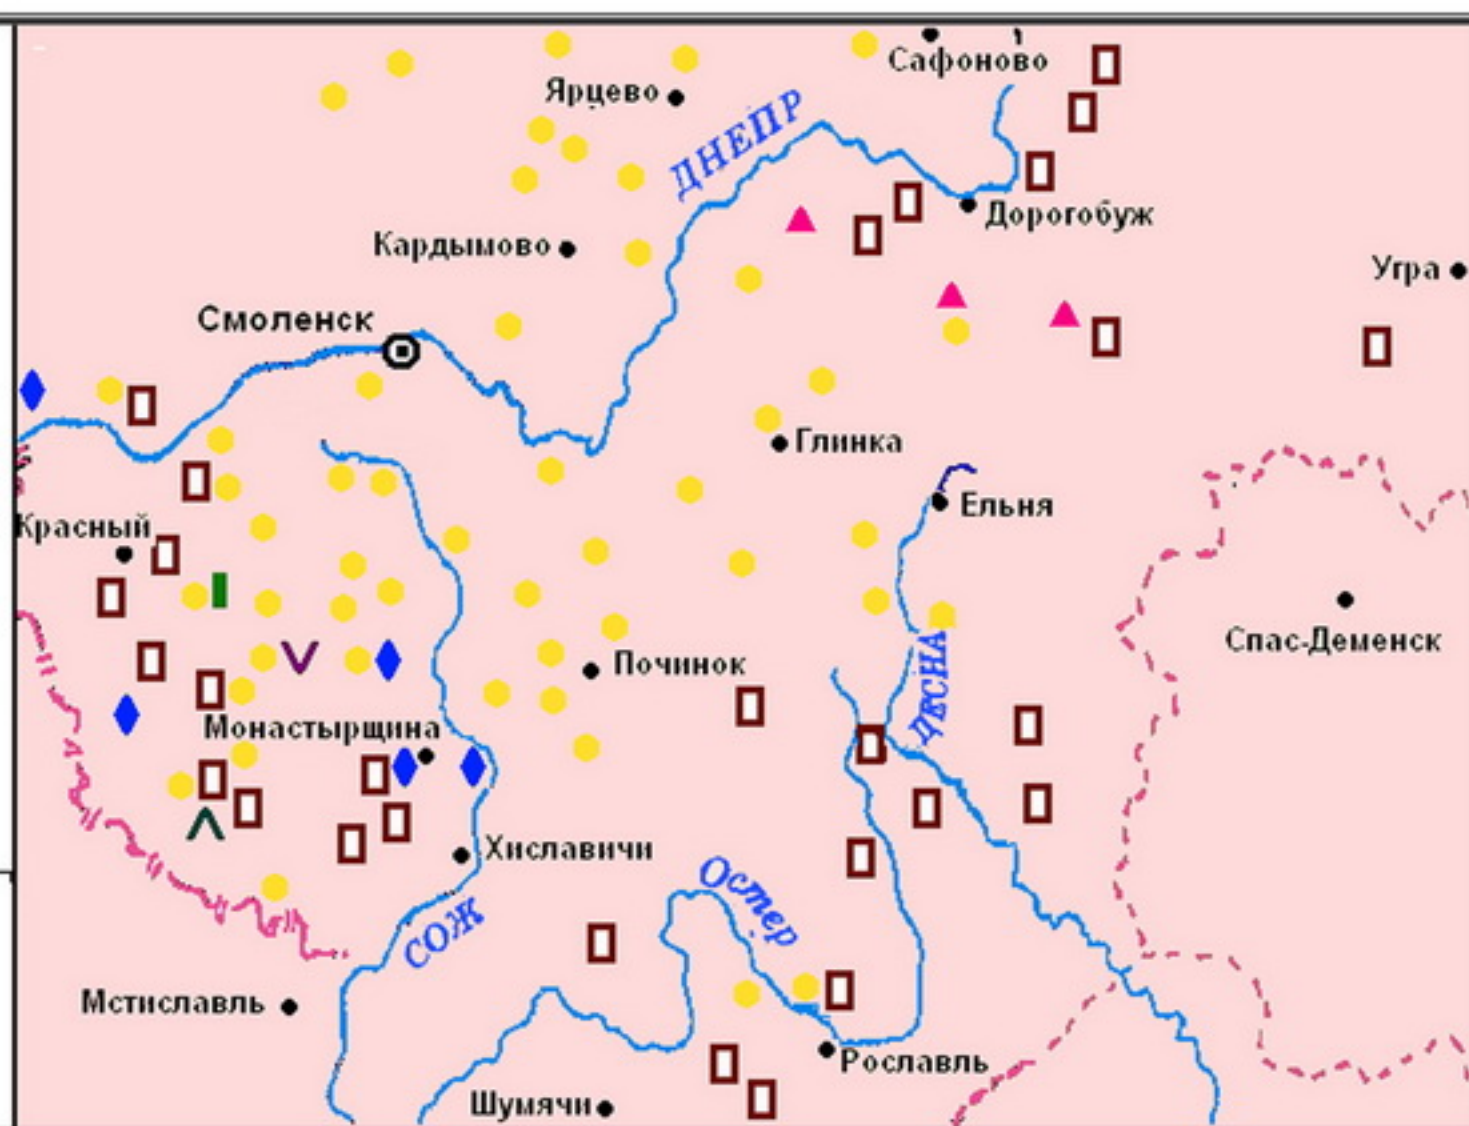 Сафоново
Ярцево
ДНЕПР
Дорогобуж
Кардымово
Угра
Смоленск
Глинка
Ельня
Красный
Спас-Деменск
Починок
ДЕСНА
Монастырщина
Хиславичи
Остер
СОЖ
Мстиславль
Рославль
Шумячи